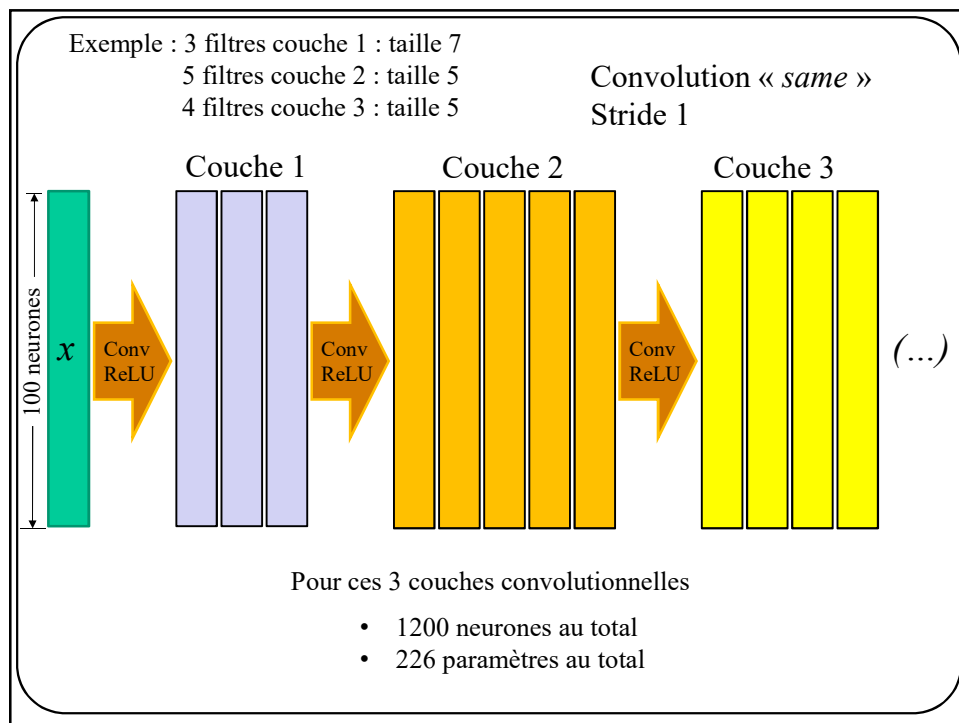 Exemple : 3 filtres couche 1 : taille 7
5 filtres couche 2 : taille 5
4 filtres couche 3 : taille 5
Convolution « same »
Stride 1
Couche 1
Couche 2
Couche 3
100 neurones
x
Conv
ReLU
Conv
ReLU
Conv
ReLU
(...)
Pour ces 3 couches convolutionnelles
• 1200 neurones au total
• 226 paramètres au total